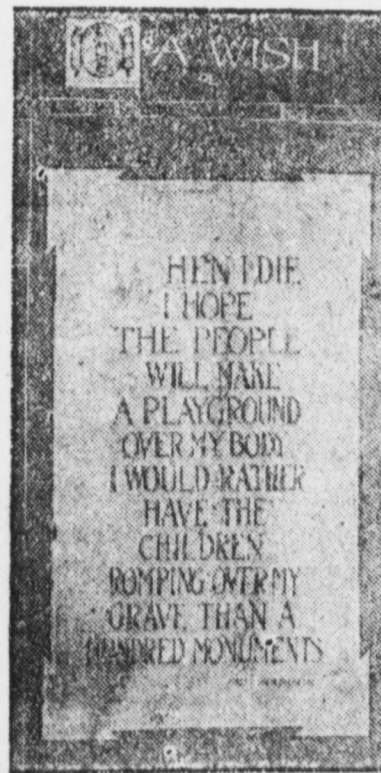 A WISH
HEN I DIE
I HOPE
THE PEOPLE
WILL MAKE
A PLAYGROUND
OVER MY BODY
I WOULD RATHER
HAVE THE
CHILDREN
ROMPING OVER MY
GRAVE THAN A
HUNDRED MONUMENTS